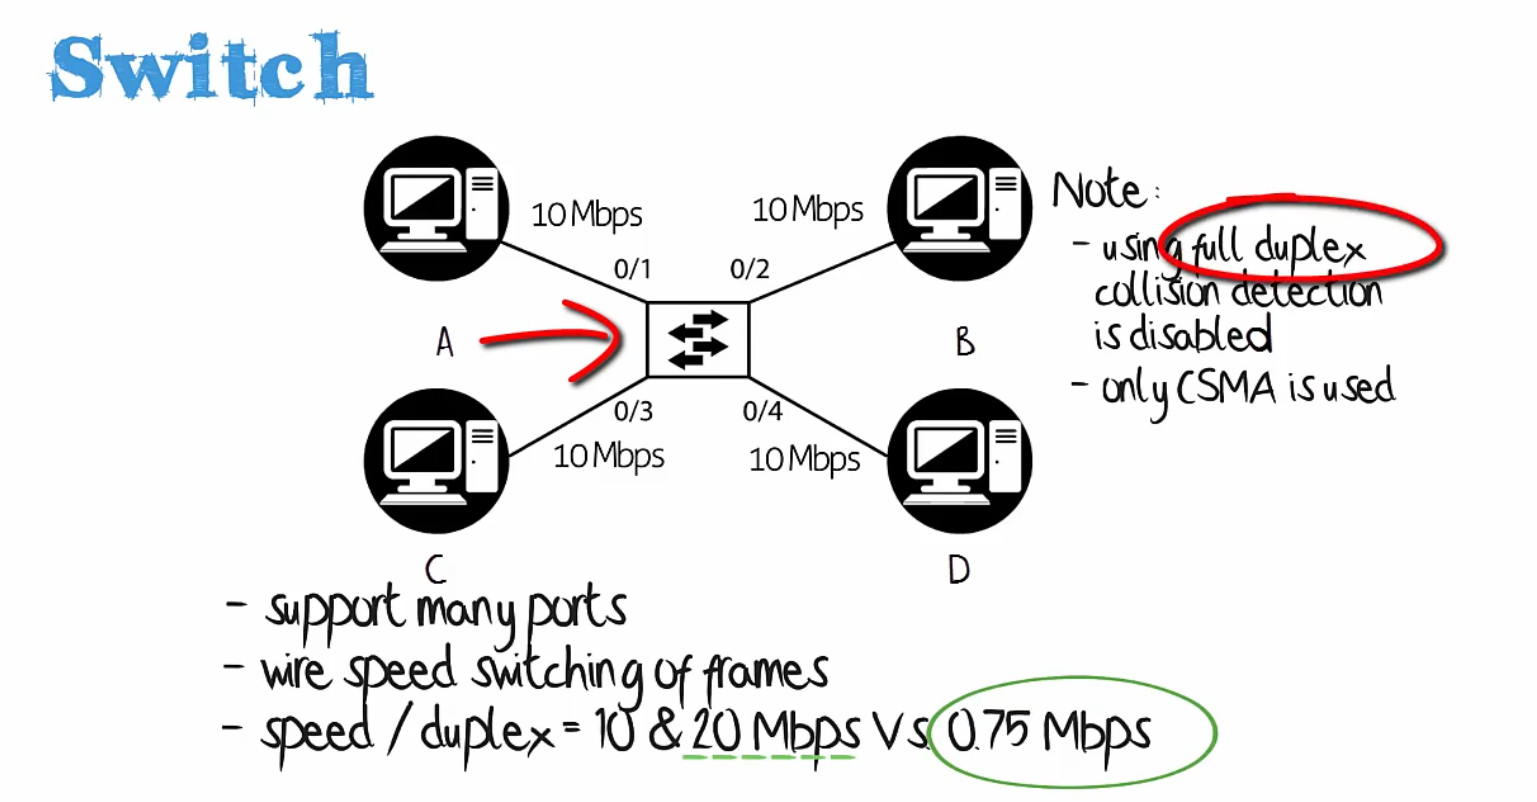 Switch
10 Mbps
10 Mbps
0/1
0/2
A
B
0/3
0/4
10 Mbps
10 Mbps
C
D
Note:
- using full duplex
collision detection
is disabled
- only CSMA is used
- support many ports
- wire speed switching of frames
- speed / duplex = 10 & 20 Mbps Vs. 0.75 Mbps